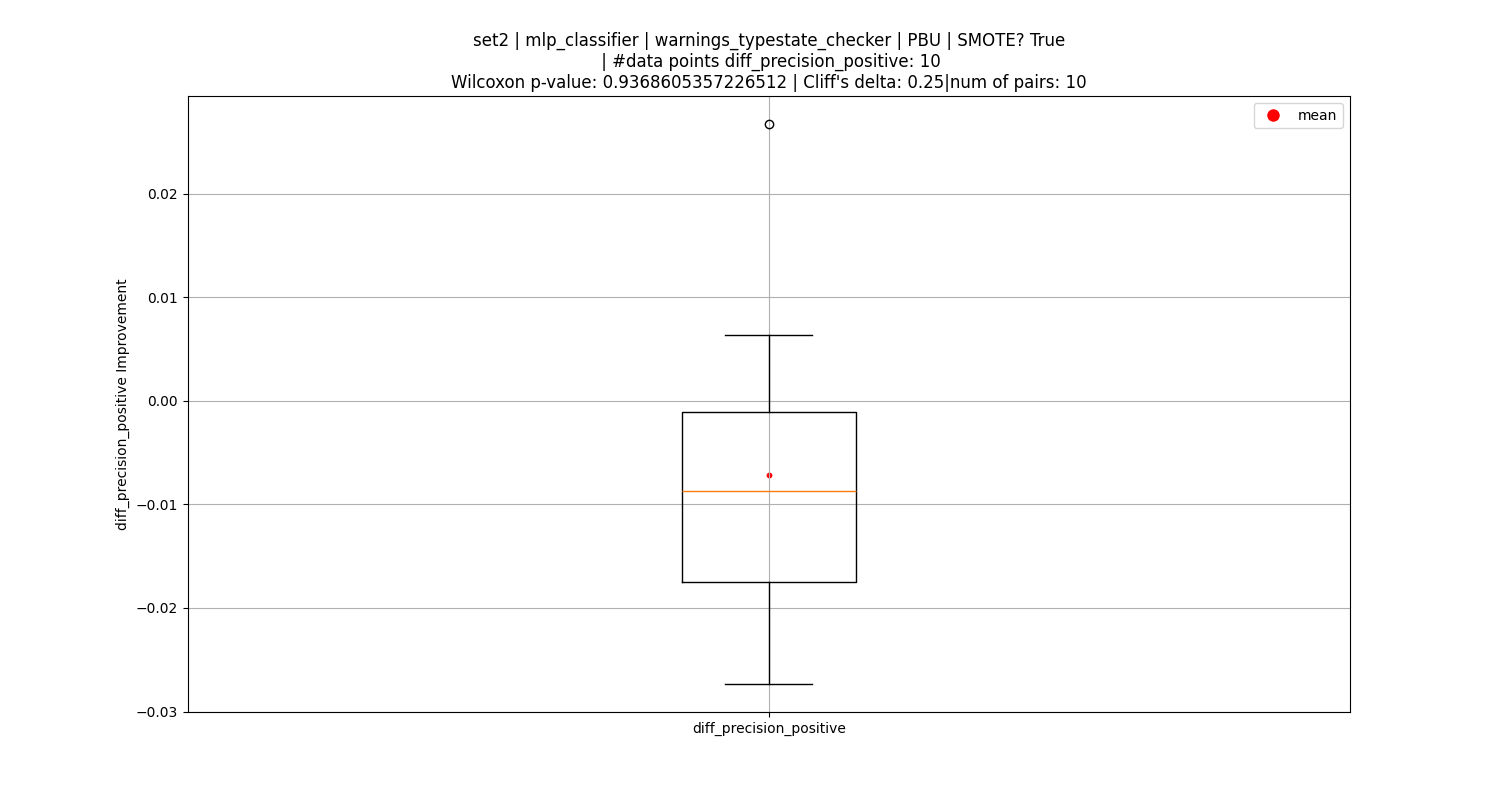 set2 | mlp_classifier | warnings_typestate_checker | PBU | SMOTE? True
| #data points diff_precision_positive: 10
Wilcoxon p-value: 0.9368605357226512 | Cliff's delta: 0.25|num of pairs: 10
mean
0.02
0.01
0.00
−0.01
−0.02
−0.03
diff_precision_positive Improvement
diff_precision_positive